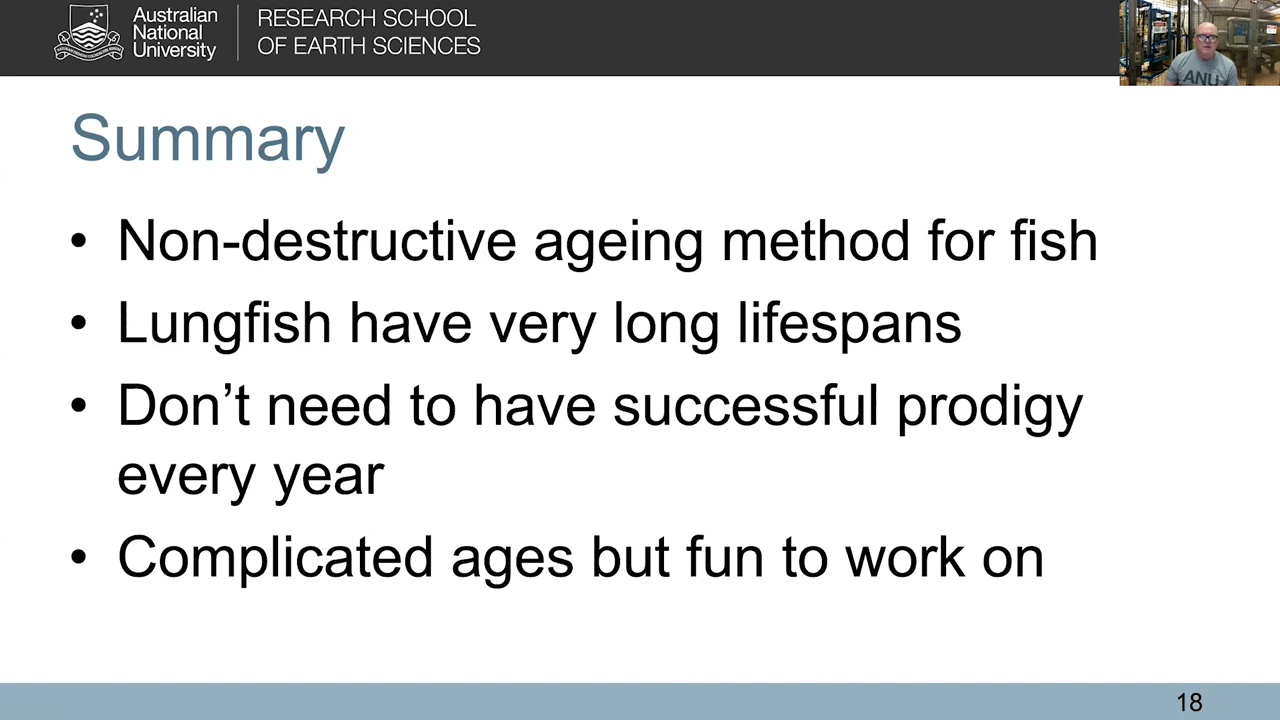 Australian
National
University
RESEARCH SCHOOL
OF EARTH SCIENCES
ANU
Summary
• Non-destructive ageing method for fish
• Lungfish have very long lifespans
• Don’t need to have successful prodigy
every year
• Complicated ages but fun to work on
18